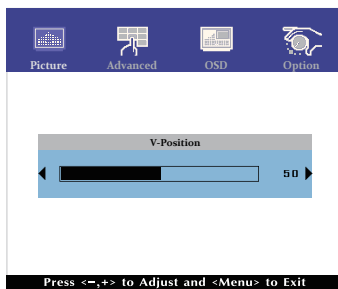 Picture Advanced OSD Option
V-Position
50
Press <−,+> to Adjust and <Menu> to Exit